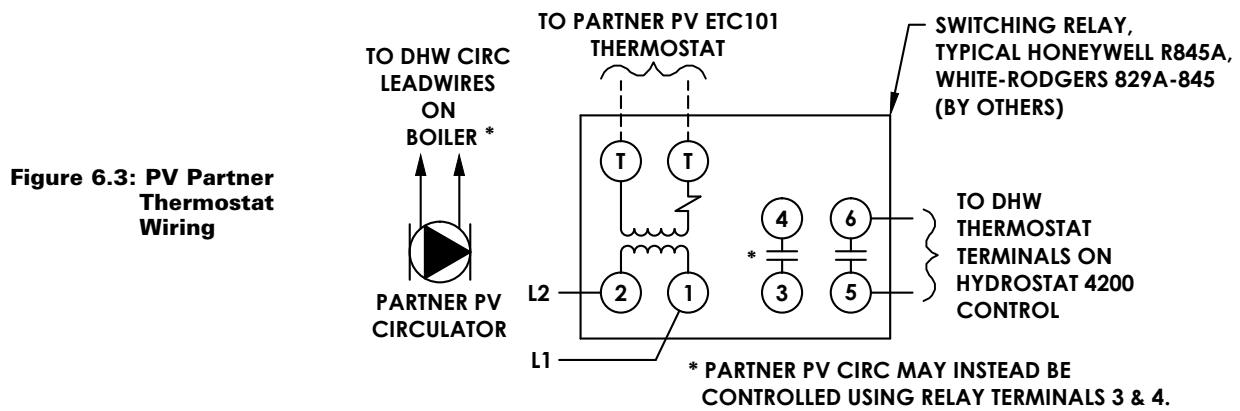 TO PARTNER PV ETC101
THERMOSTAT
SWITCHING RELAY,
TYPICAL HONEYWELL R845A,
WHITE-RODGERS 829A-845
(BY OTHERS)
TO DHW CIRC
LEADWIRES
ON
BOILER *
Figure 6.3: PV Partner
Thermostat
Wiring
T
T
4
6
*
3
5
TO DHW
THERMOSTAT
TERMINALS ON
HYDROSTAT 4200
CONTROL
L2
2
1
PARTNER PV
CIRCULATOR
L1
* PARTNER PV CIRC MAY INSTEAD BE
CONTROLLED USING RELAY TERMINALS 3 & 4.